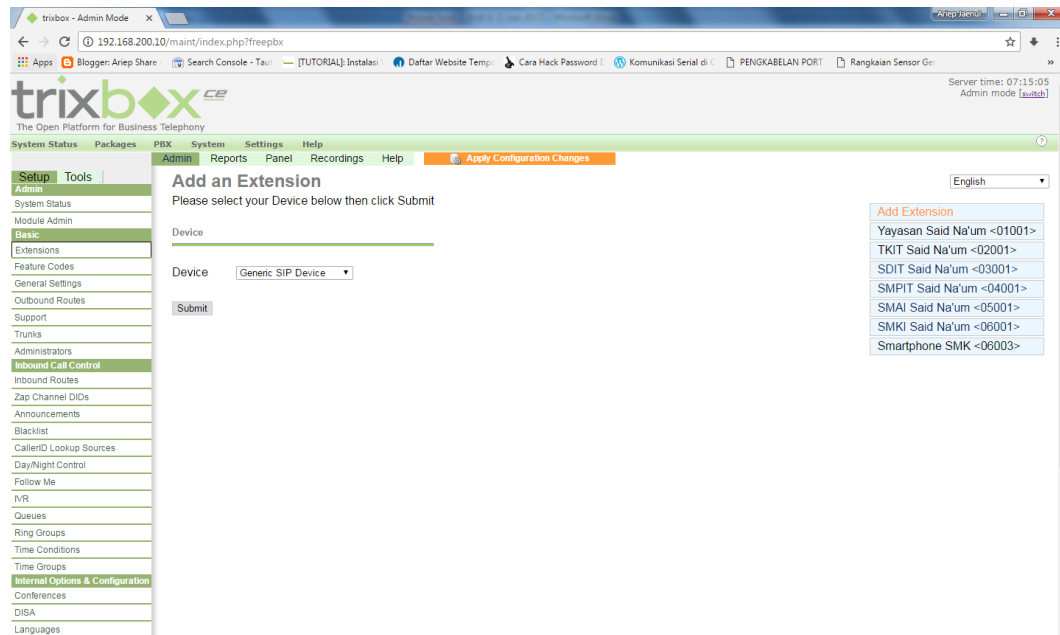 trixbox - Admin Mode
Ariep Jaenul
192.168.200.10/maint/index.php?freepbx
Apps Blogger: Ariep Share - Search Console - Taut [TUTORIAL]: Instalasi Daftar Website Temp Cara Hack Password Komunikasi Serial di PENGKABELAN PORT Rangkaian Sensor Ge »
trixbox CE
The Open Platform for Business Telephony
Server time: 07:15:05
Admin mode [switch]
System Status Packages PBX System Settings Help
Admin Reports Panel Recordings Help Apply Configuration Changes
Setup Tools
Admin
System Status
Module Admin
Basic
Extensions
Feature Codes
General Settings
Outbound Routes
Support
Trunks
Administrators
Inbound Call Control
Inbound Routes
Zap Channel DIDs
Announcements
Blacklist
CallerID Lookup Sources
Day/Night Control
Follow Me
IVR
Queues
Ring Groups
Time Conditions
Time Groups
Internal Options & Configuration
Conferences
DISA
Languages
Add an Extension
Please select your Device below then click Submit
Device
Device Generic SIP Device
Submit
English
Add Extension
Yayasan Said Na'um <01001>
TKIT Said Na'um <02001>
SDIT Said Na'um <03001>
SMPIT Said Na'um <04001>
SMAI Said Na'um <05001>
SMKI Said Na'um <06001>
Smartphone SMK <06003>